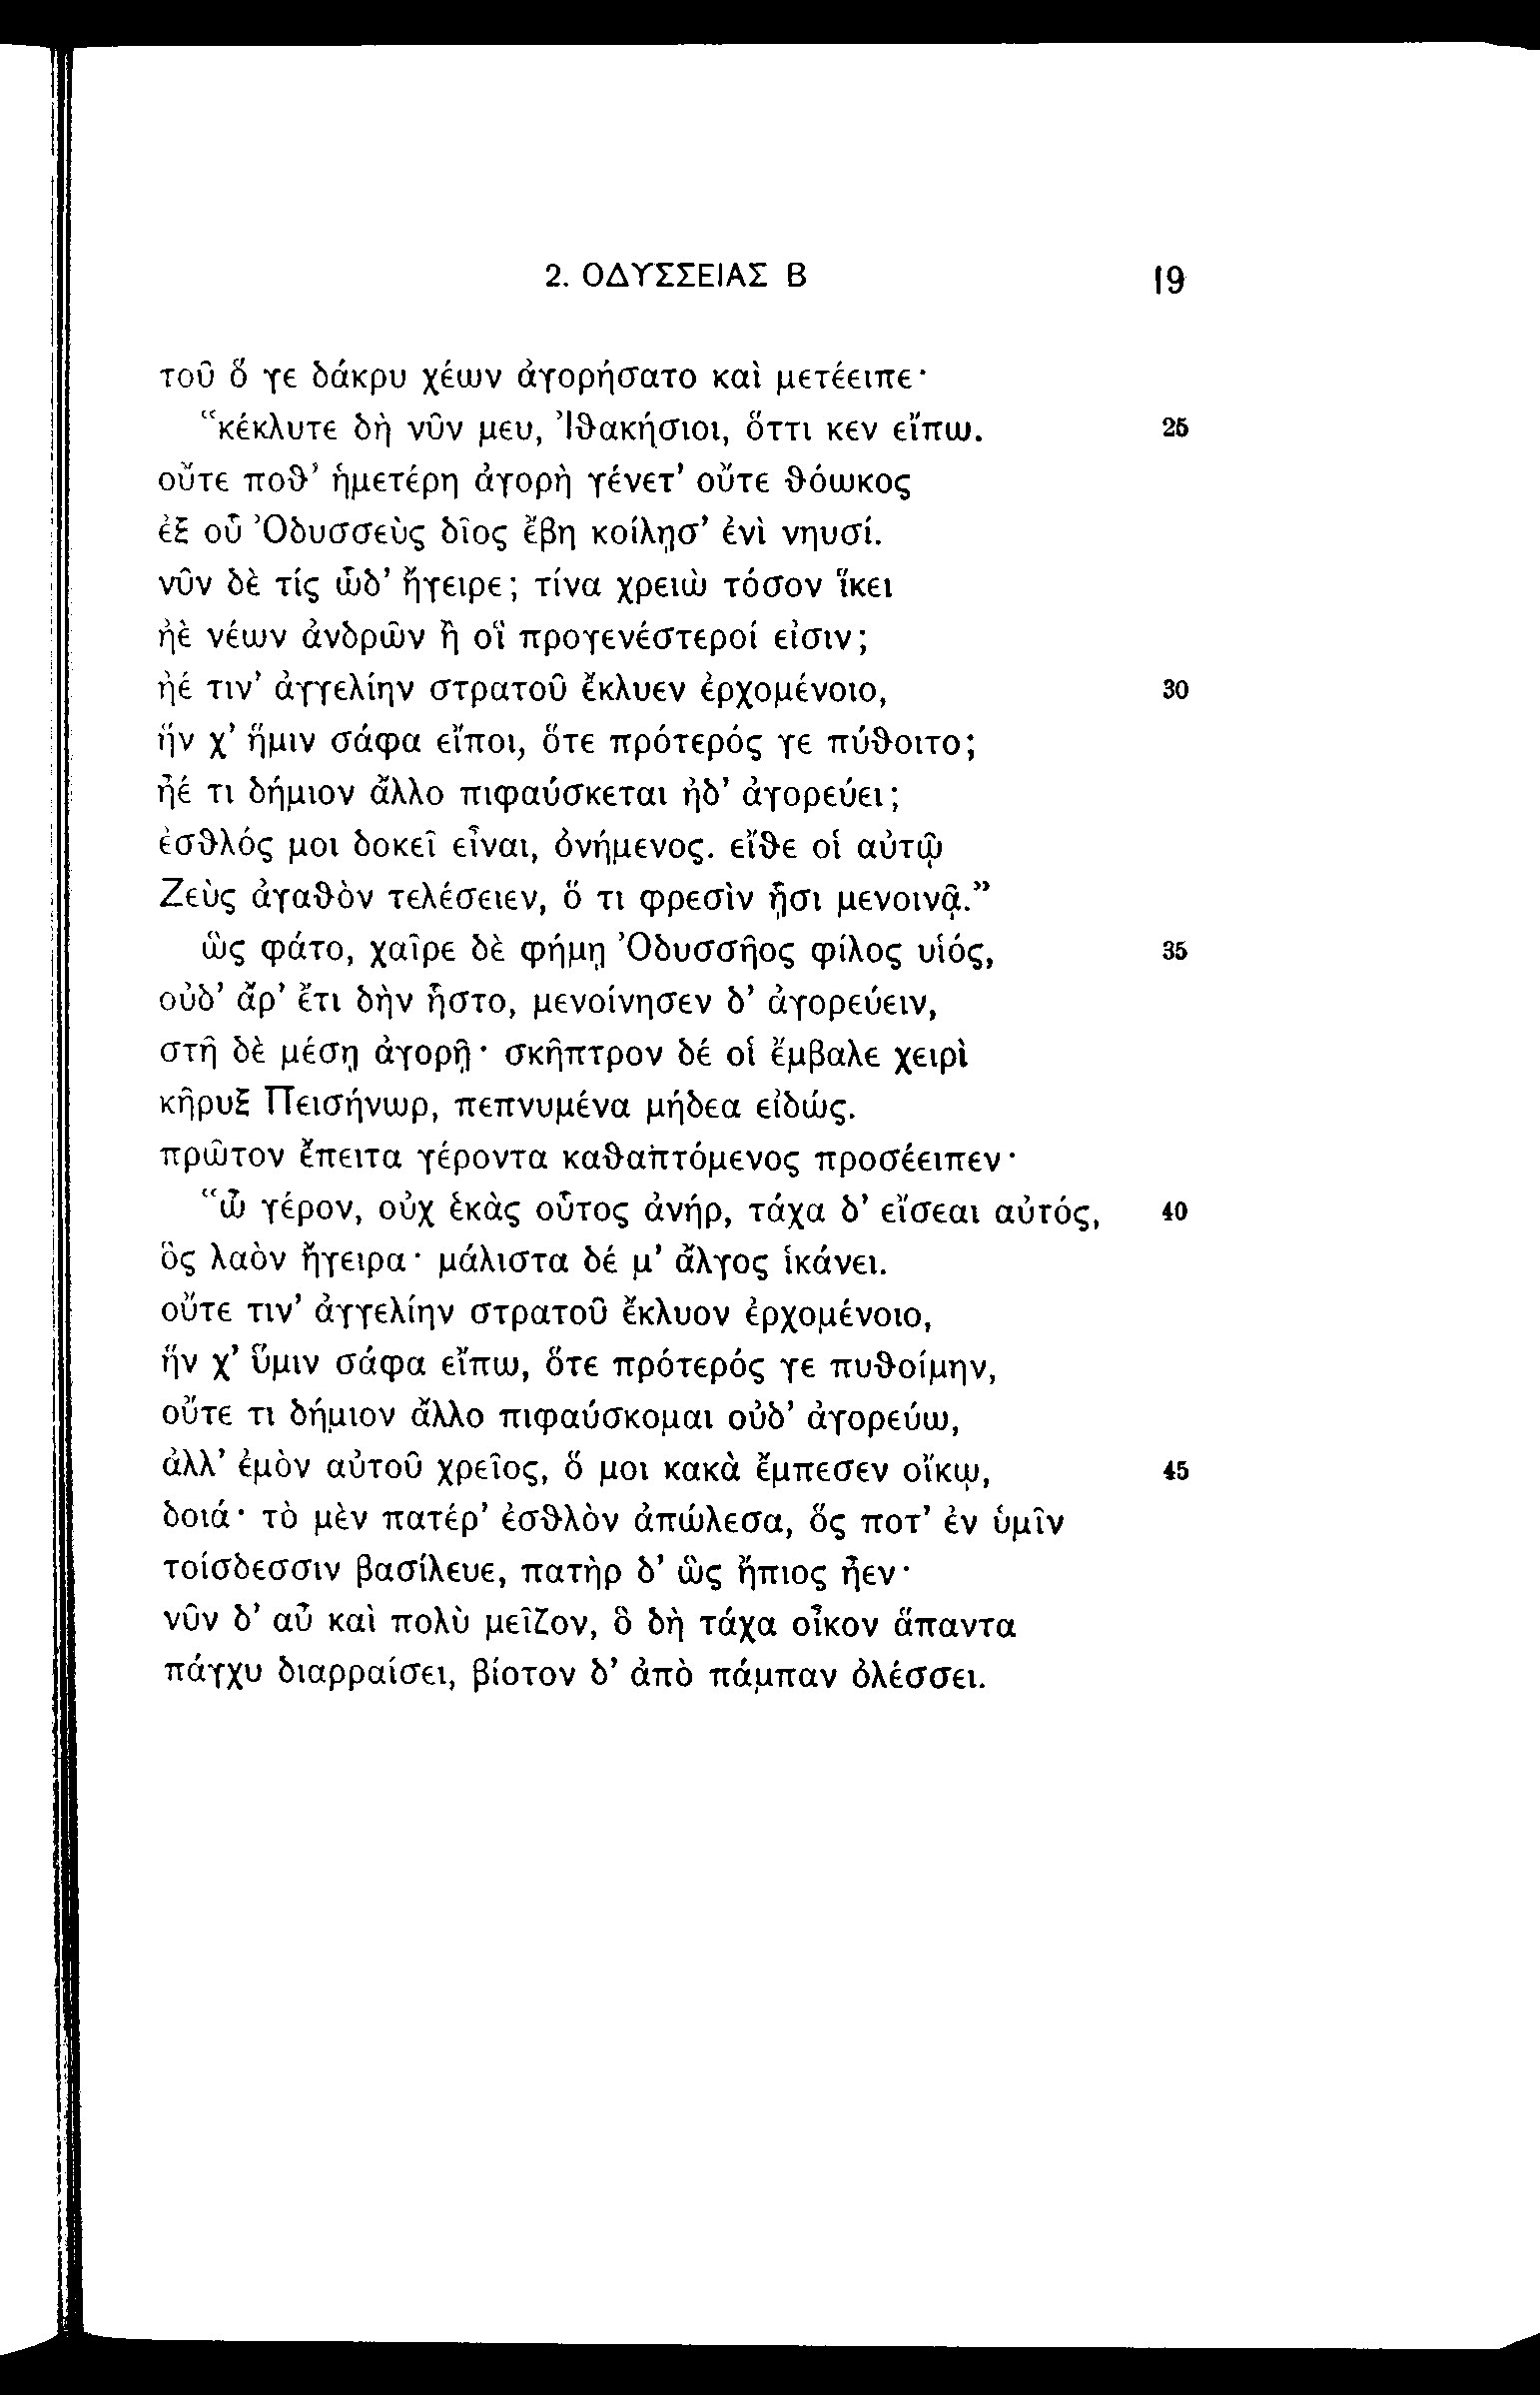 2. ΟΔΥΣΣΕΙΑΣ Β 19
τοῦ ὅ γε δάκρυ χέων ἀγορήσατο καὶ μετέειπε·
“κέκλυτε δὴ νῦν μευ, Ἰθακήσιοι, ὅττι κεν εἴπω. 25
οὔτε ποθ’ ἡμετέρη ἀγορὴ γένετ’ οὔτε θόωκος
ἐξ οὗ Ὀδυσσεὺς δῖος ἔβη κοίλῃσ’ ἐνὶ νηυσί.
νῦν δὲ τίς ὧδ’ ἤγειρε; τίνα χρειὼ τόσον ἵκει
ἠὲ νέων ἀνδρῶν ἢ οἳ προγενέστεροί εἰσιν;
ἠέ τιν’ ἀγγελίην στρατοῦ ἔκλυεν ἐρχομένοιο, 30
ἥν χ’ ἥμιν σάφα εἴποι, ὅτε πρότερός γε πύθοιτο;
ἦέ τι δήμιον ἄλλο πιφαύσκεται ἠδ’ ἀγορεύει;
ἐσθλός μοι δοκεῖ εἶναι, ὀνήμενος. εἴθε οἱ αὐτῷ
Ζεὺς ἀγαθὸν τελέσειεν, ὅ τι φρεσὶν ᾗσι μενοινᾷ.”
ὣς φάτο, χαῖρε δὲ φήμῃ Ὀδυσσῆος φίλος υἱός, 35
οὐδ’ ἄρ’ ἔτι δὴν ἧστο, μενοίνησεν δ’ ἀγορεύειν,
στῆ δὲ μέσῃ ἀγορῇ· σκῆπτρον δέ οἱ ἔμβαλε χειρὶ
κῆρυξ Πεισήνωρ, πεπνυμένα μήδεα εἰδώς.
πρῶτον ἔπειτα γέροντα καθαπτόμενος προσέειπεν·
“ὦ γέρον, οὐχ ἑκὰς οὗτος ἀνήρ, τάχα δ’ εἴσεαι αὐτός, 40
ὃς λαὸν ἤγειρα· μάλιστα δέ μ’ ἄλγος ἱκάνει.
οὔτε τιν’ ἀγγελίην στρατοῦ ἔκλυον ἐρχομένοιο,
ἥν χ’ ὕμιν σάφα εἴπω, ὅτε πρότερός γε πυθοίμην,
οὔτε τι δήμιον ἄλλο πιφαύσκομαι οὐδ’ ἀγορεύω,
ἀλλ’ ἐμὸν αὐτοῦ χρεῖος, ὅ μοι κακὰ ἔμπεσεν οἴκῳ, 45
δοιά· τὸ μὲν πατέρ’ ἐσθλὸν ἀπώλεσα, ὅς ποτ’ ἐν ὑμῖν
τοίσδεσσιν βασίλευε, πατὴρ δ’ ὣς ἤπιος ἦεν·
νῦν δ’ αὖ καὶ πολὺ μεῖζον, ὃ δὴ τάχα οἶκον ἅπαντα
πάγχυ διαρραίσει, βίοτον δ’ ἀπὸ πάμπαν ὀλέσσει.